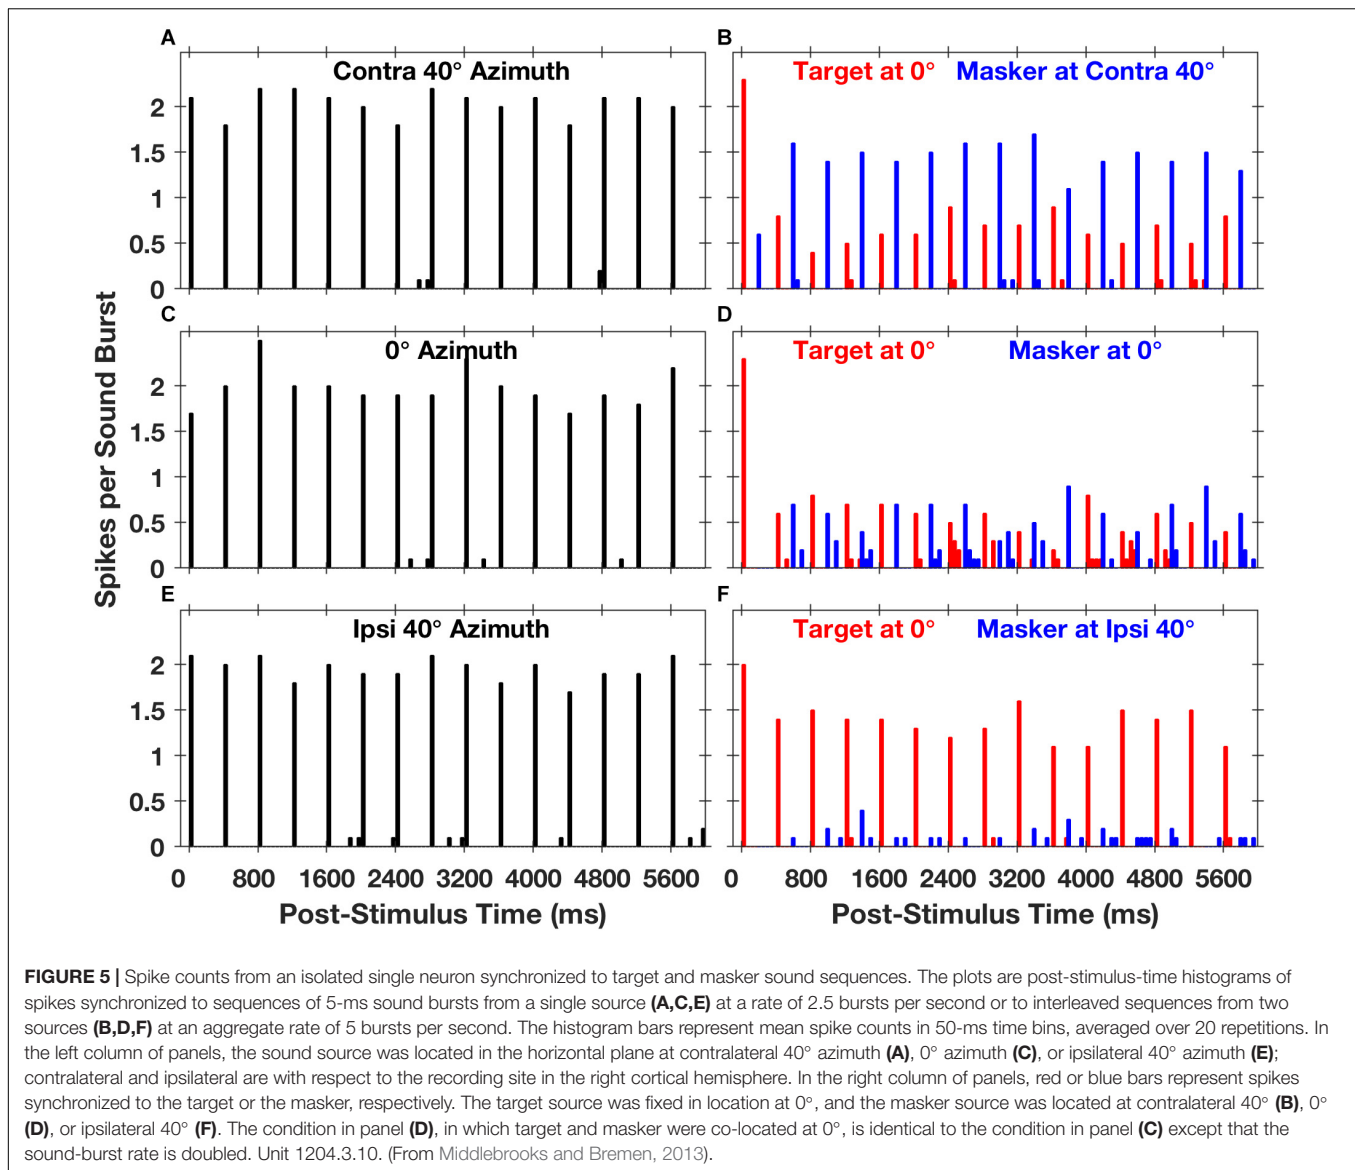 A
Contra 40° Azimuth
2
1.5
1
0.5
0
B
Target at 0° Masker at Contra 40°
C
0° Azimuth
2
1.5
1
0.5
0
D
Target at 0° Masker at 0°
Spikes per Sound Burst
E
Ipsi 40° Azimuth
2
1.5
1
0.5
0
F
Target at 0° Masker at Ipsi 40°
0 800 1600 2400 3200 4000 4800 5600
Post-Stimulus Time (ms)
0 800 1600 2400 3200 4000 4800 5600
Post-Stimulus Time (ms)
FIGURE 5 | Spike counts from an isolated single neuron synchronized to target and masker sound sequences. The plots are post-stimulus-time histograms of
spikes synchronized to sequences of 5-ms sound bursts from a single source (A,C,E) at a rate of 2.5 bursts per second or to interleaved sequences from two
sources (B,D,F) at an aggregate rate of 5 bursts per second. The histogram bars represent mean spike counts in 50-ms time bins, averaged over 20 repetitions. In
the left column of panels, the sound source was located in the horizontal plane at contralateral 40° azimuth (A), 0° azimuth (C), or ipsilateral 40° azimuth (E);
contralateral and ipsilateral are with respect to the recording site in the right cortical hemisphere. In the right column of panels, red or blue bars represent spikes
synchronized to the target or the masker, respectively. The target source was fixed in location at 0°, and the masker source was located at contralateral 40° (B), 0°
(D), or ipsilateral 40° (F). The condition in panel (D), in which target and masker were co-located at 0°, is identical to the condition in panel (C) except that the
sound-burst rate is doubled. Unit 1204.3.10. (From Middlebrooks and Bremen, 2013).